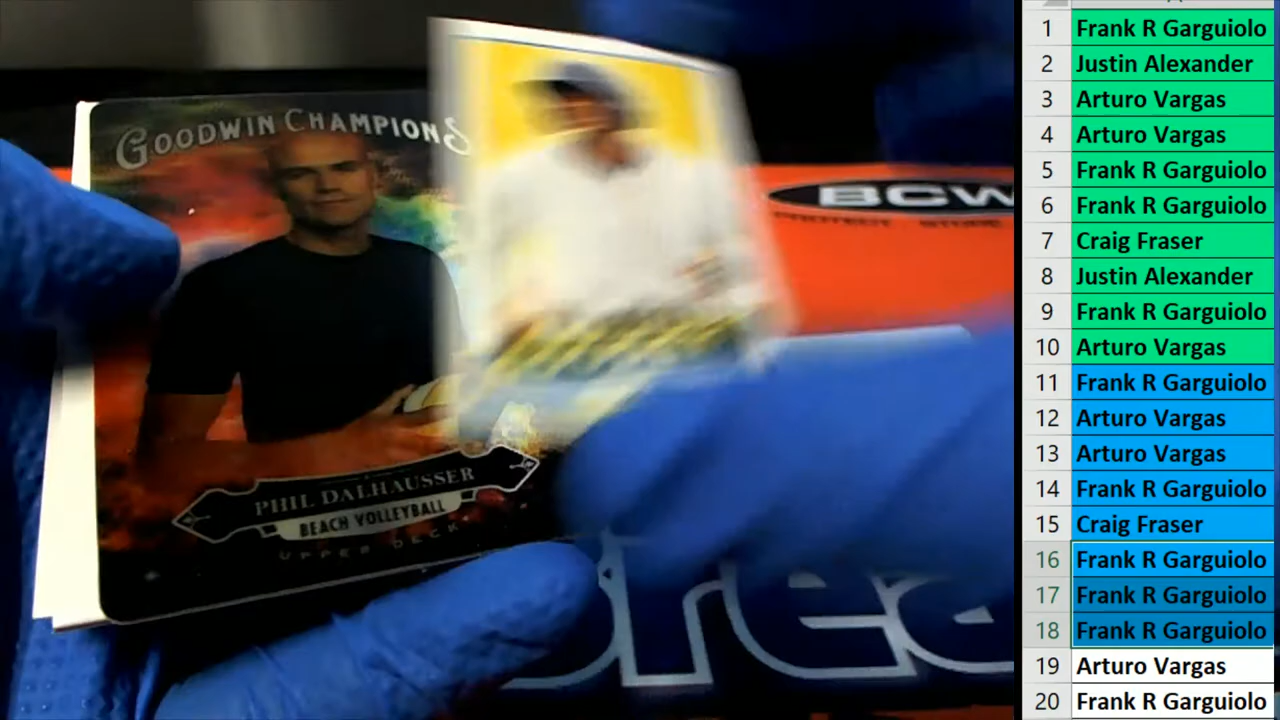 GOODWIN CHAMPIONS
PHIL DALHAUSSER
BEACH VOLLEYBALL
UPPER DECK
BCW
PROTECT STORE
rea
1 Frank R Garguiolo
2 Justin Alexander
3 Arturo Vargas
4 Arturo Vargas
5 Frank R Garguiolo
6 Frank R Garguiolo
7 Craig Fraser
8 Justin Alexander
9 Frank R Garguiolo
10 Arturo Vargas
11 Frank R Garguiolo
12 Arturo Vargas
13 Arturo Vargas
14 Frank R Garguiolo
15 Craig Fraser
16 Frank R Garguiolo
17 Frank R Garguiolo
18 Frank R Garguiolo
19 Arturo Vargas
20 Frank R Garguiolo